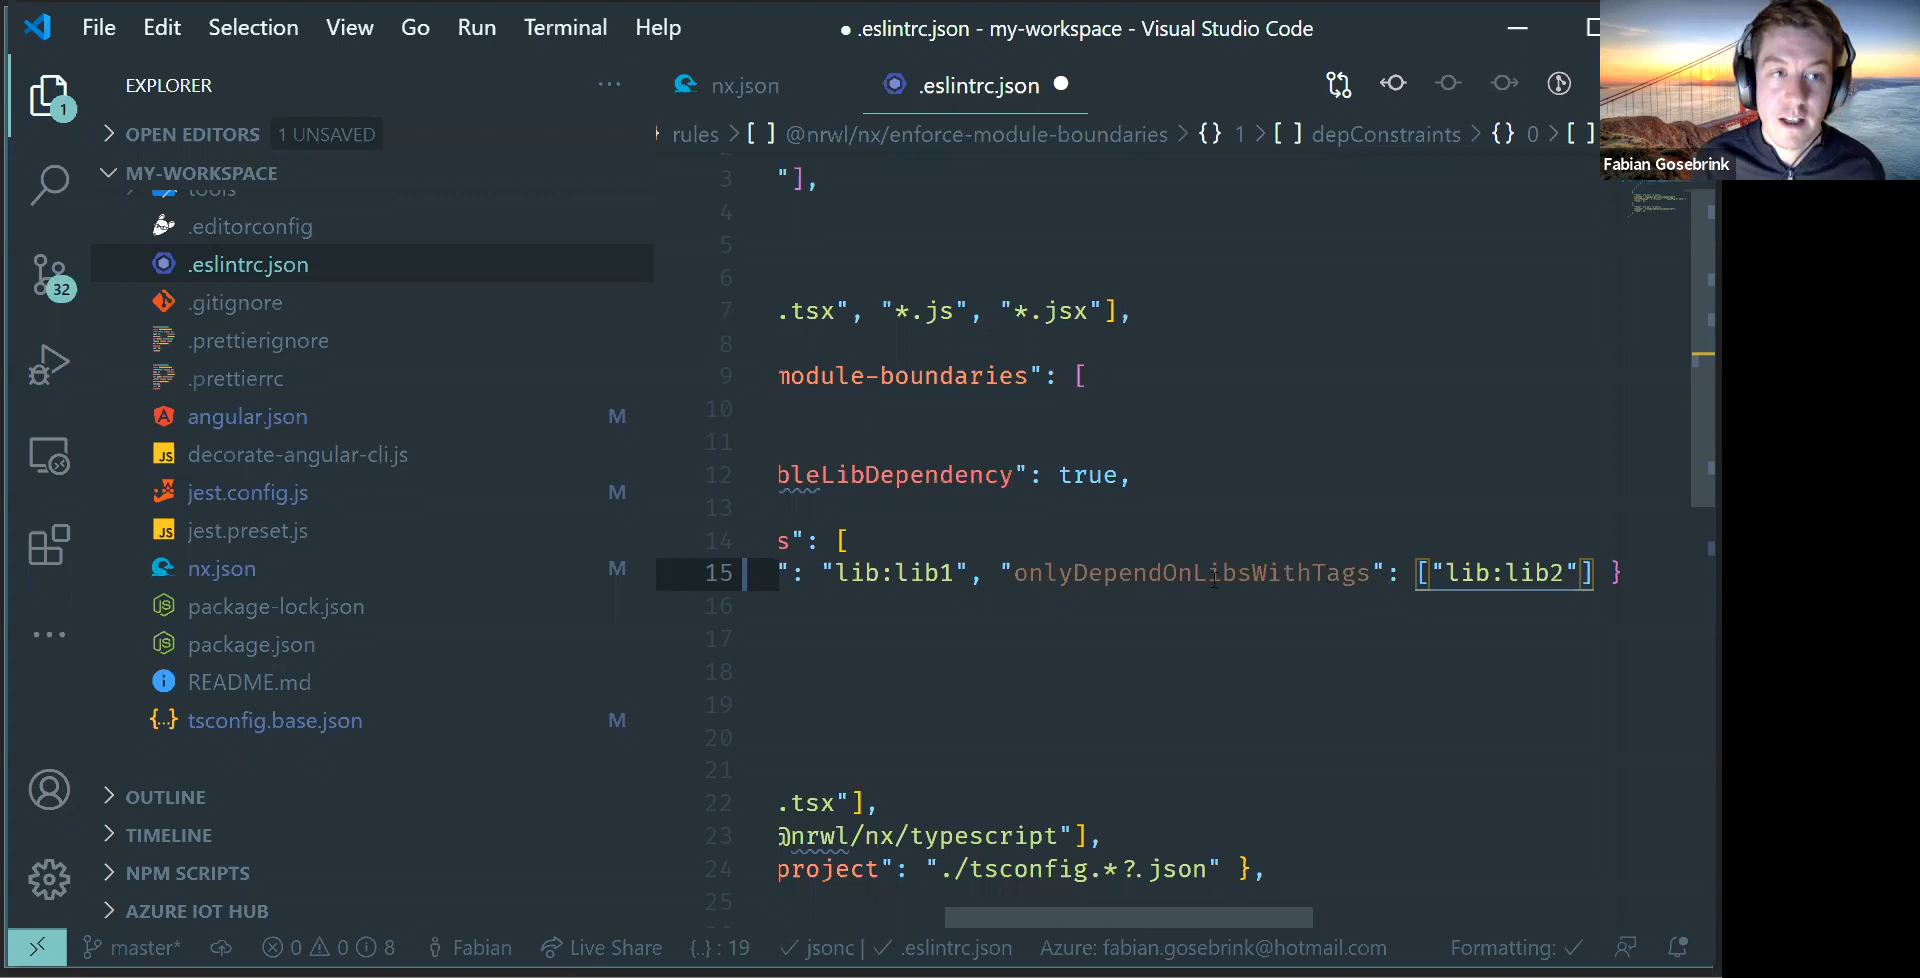 File Edit Selection View Go Run Terminal Help
● .eslintrc.json - my-workspace - Visual Studio Code
EXPLORER
OPEN EDITORS 1 UNSAVED
MY-WORKSPACE
tools
.editorconfig
.eslintrc.json
.gitignore
.prettierignore
.prettierrc
angular.json M
decorate-angular-cli.js
jest.config.js M
jest.preset.js
nx.json M
package-lock.json
package.json
README.md
tsconfig.base.json M
OUTLINE
TIMELINE
NPM SCRIPTS
AZURE IOT HUB
1
32
nx.json .eslintrc.json
rules > [ ] @nrwl/nx/enforce-module-boundaries > {} 1 > [ ] depConstraints > {} 0 > [ ]
3 "],
4
5
6
7 .tsx", "*.js", "*.jsx"],
8
9 module-boundaries": [
10
11
12 bleLibDependency": true,
13
14 s": [
15 ": "lib:lib1", "onlyDependOnLibsWithTags": ["lib:lib2"] }
16
17
18
19
20
21
22 .tsx"],
23 @nrwl/nx/typescript"],
24 project": "./tsconfig.*?.json" },
25
Fabian Gosebrink
master* 0 0 8 Fabian Live Share {..} : 19 ✓ jsonc | ✓ .eslintrc.json Azure: fabian.gosebrink@hotmail.com Formatting: ✓